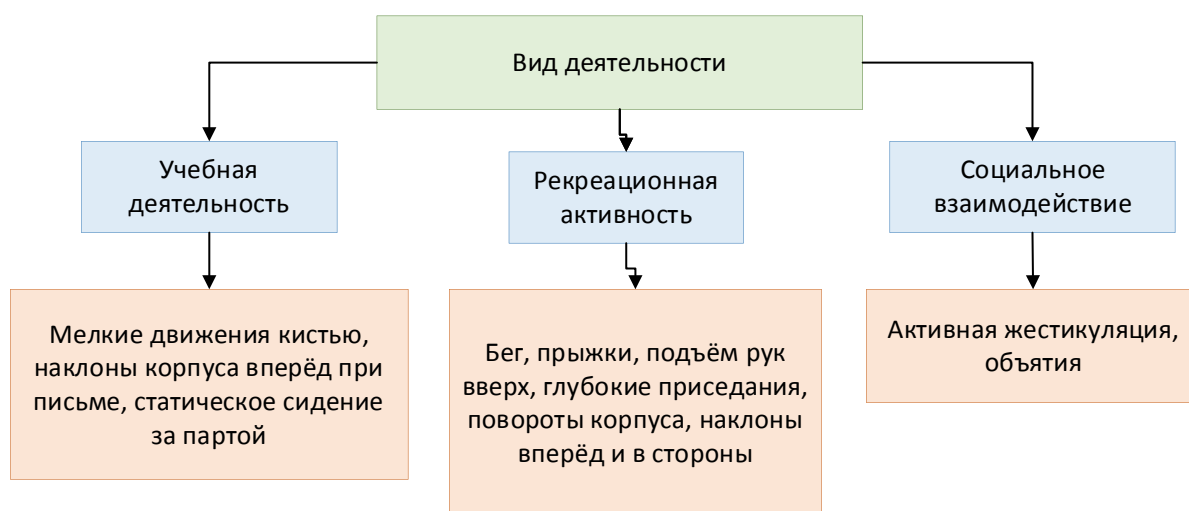 Вид деятельности
Учебная
деятельность
Рекреационная
активность
Социальное
взаимодействие
Мелкие движения кистью,
наклоны корпуса вперёд при
письме, статическое сидение
за партой
Бег, прыжки, подъём рук
вверх, глубокие приседания,
повороты корпуса, наклоны
вперёд и в стороны
Активная жестикуляция,
объятия